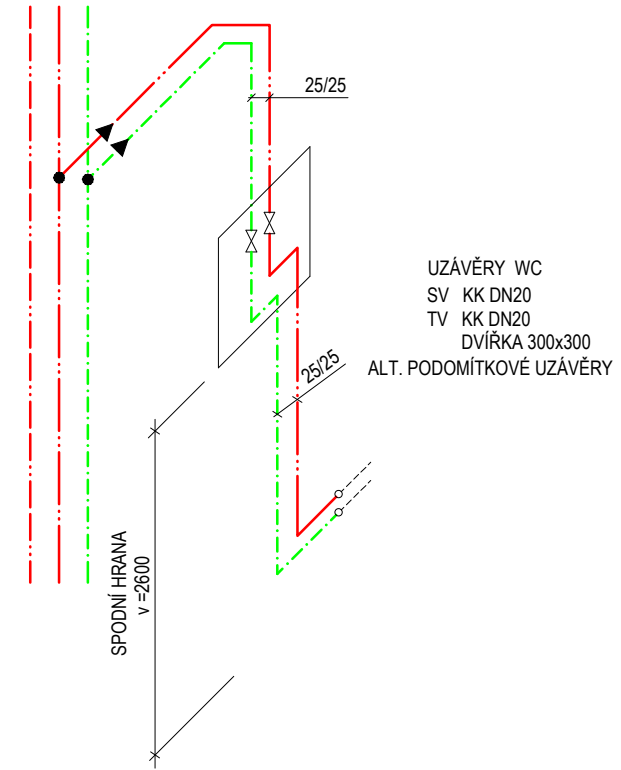 25/25
UZÁVĚRY WC
SV KK DN20
TV KK DN20
DVÍŘKA 300x300
ALT. PODOMÍTKOVÉ UZÁVĚRY
25/25
SPODNÍ HRANA
v =2600